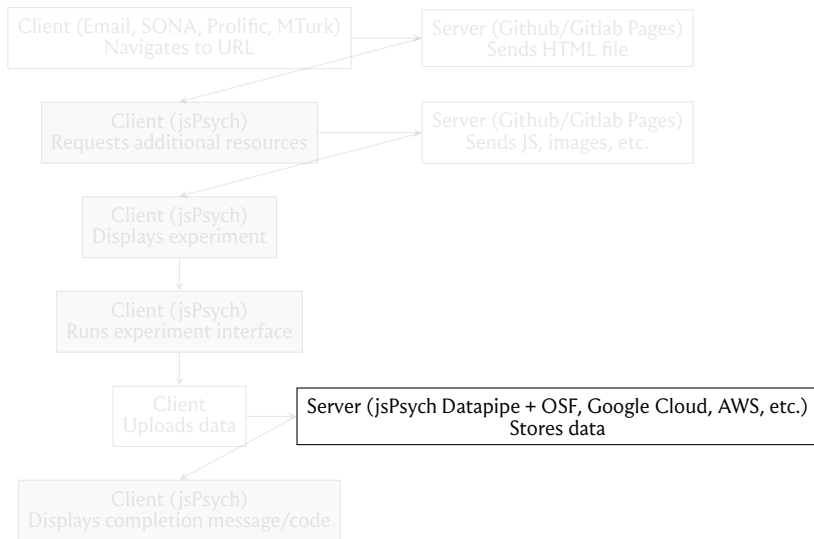 Client (Email, SONA, Prolific, MTurk)
Navigates to URL
Server (Github/Gitlab Pages)
Sends HTML file
Client (jsPsych)
Requests additional resources
Server (Github/Gitlab Pages)
Sends JS, images, etc.
Client (jsPsych)
Displays experiment
Client (jsPsych)
Runs experiment interface
Client
Uploads data
Server (jsPsych Datapipe + OSF, Google Cloud, AWS, etc.)
Stores data
Client (jsPsych)
Displays completion message/code